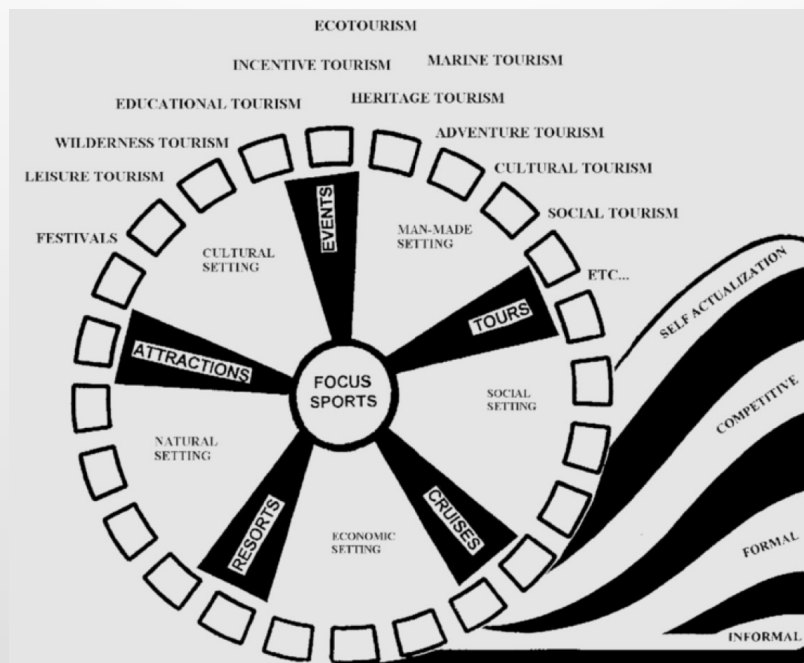 ECOTOURISM
INCENTIVE TOURISM
MARINE TOURISM
EDUCATIONAL TOURISM
HERITAGE TOURISM
WILDERNESS TOURISM
ADVENTURE TOURISM
LEISURE TOURISM
CULTURAL TOURISM
FESTIVALS
SOCIAL TOURISM
ETC...
EVENTS
CULTURAL
SETTING
MAN-MADE
SETTING
TOURS
ATTRACTIONS
FOCUS
SPORTS
SOCIAL
SETTING
NATURAL
SETTING
RESORTS
ECONOMIC
SETTING
CRUISES
SELF ACTUALIZATION
COMPETITIVE
FORMAL
INFORMAL